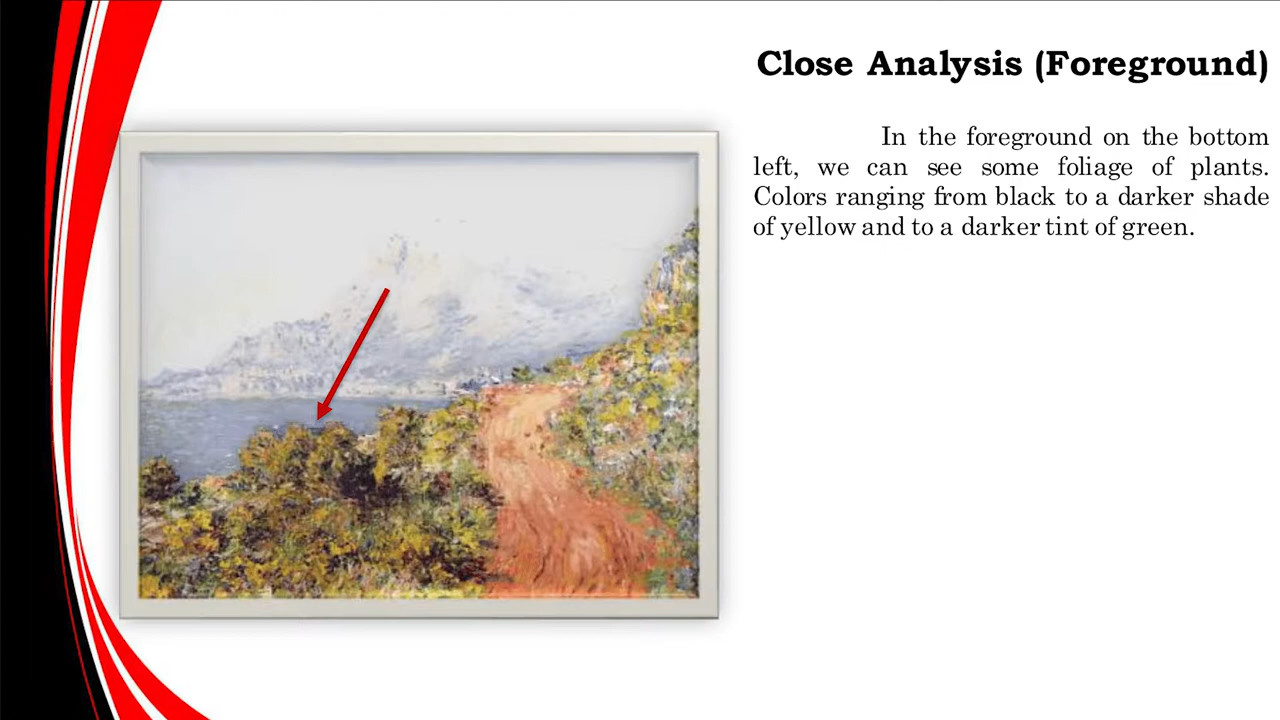 Close Analysis (Foreground)
In the foreground on the bottom
left, we can see some foliage of plants.
Colors ranging from black to a darker shade
of yellow and to a darker tint of green.